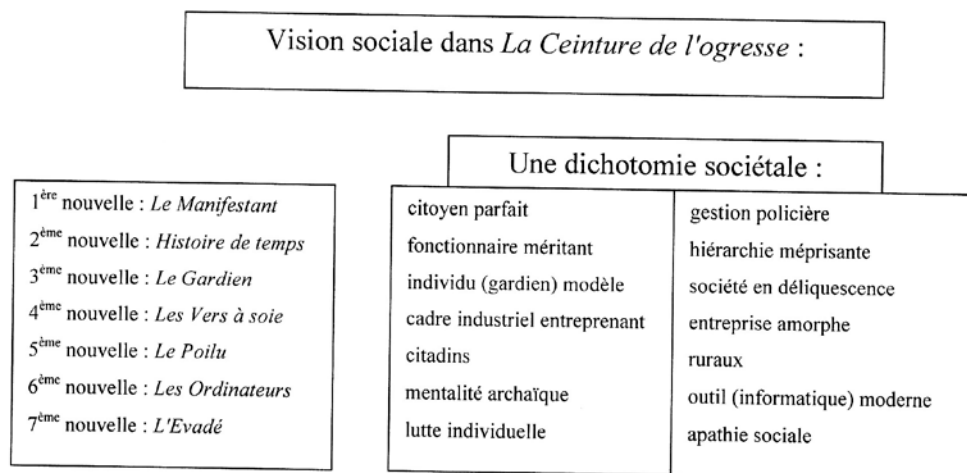 Vision sociale dans La Ceinture de l'ogresse :
Une dichotomie sociétale :
1ère nouvelle : Le Manifestant
2ème nouvelle : Histoire de temps
3ème nouvelle : Le Gardien
4ème nouvelle : Les Vers à soie
5ème nouvelle : Le Poilu
6ème nouvelle : Les Ordinateurs
7ème nouvelle : L'Evadé
citoyen parfait
fonctionnaire méritant
individu (gardien) modèle
cadre industriel entreprenant
citadins
mentalité archaïque
lutte individuelle
gestion policière
hiérarchie méprisante
société en déliquescence
entreprise amorphe
ruraux
outil (informatique) moderne
apathie sociale